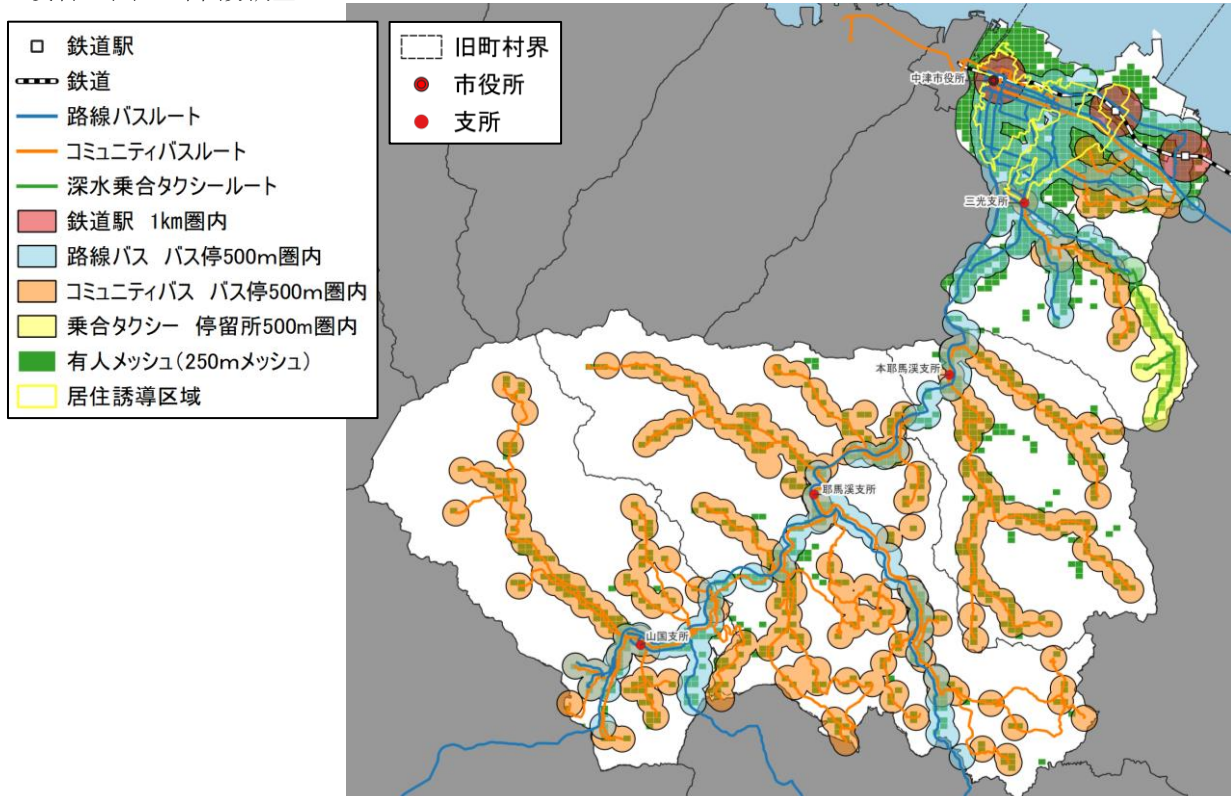 鉄道駅
鉄道
路線バスルート
コミュニティバスルート
深水乗合タクシールート
鉄道駅 1km圏内
路線バス バス停500m圏内
コミュニティバス バス停500m圏内
乗合タクシー 停留所500m圏内
有人メッシュ(250mメッシュ)
居住誘導区域
旧町村界
市役所
支所
中津市役所
三光支所
本耶馬溪支所
耶馬溪支所
山国支所